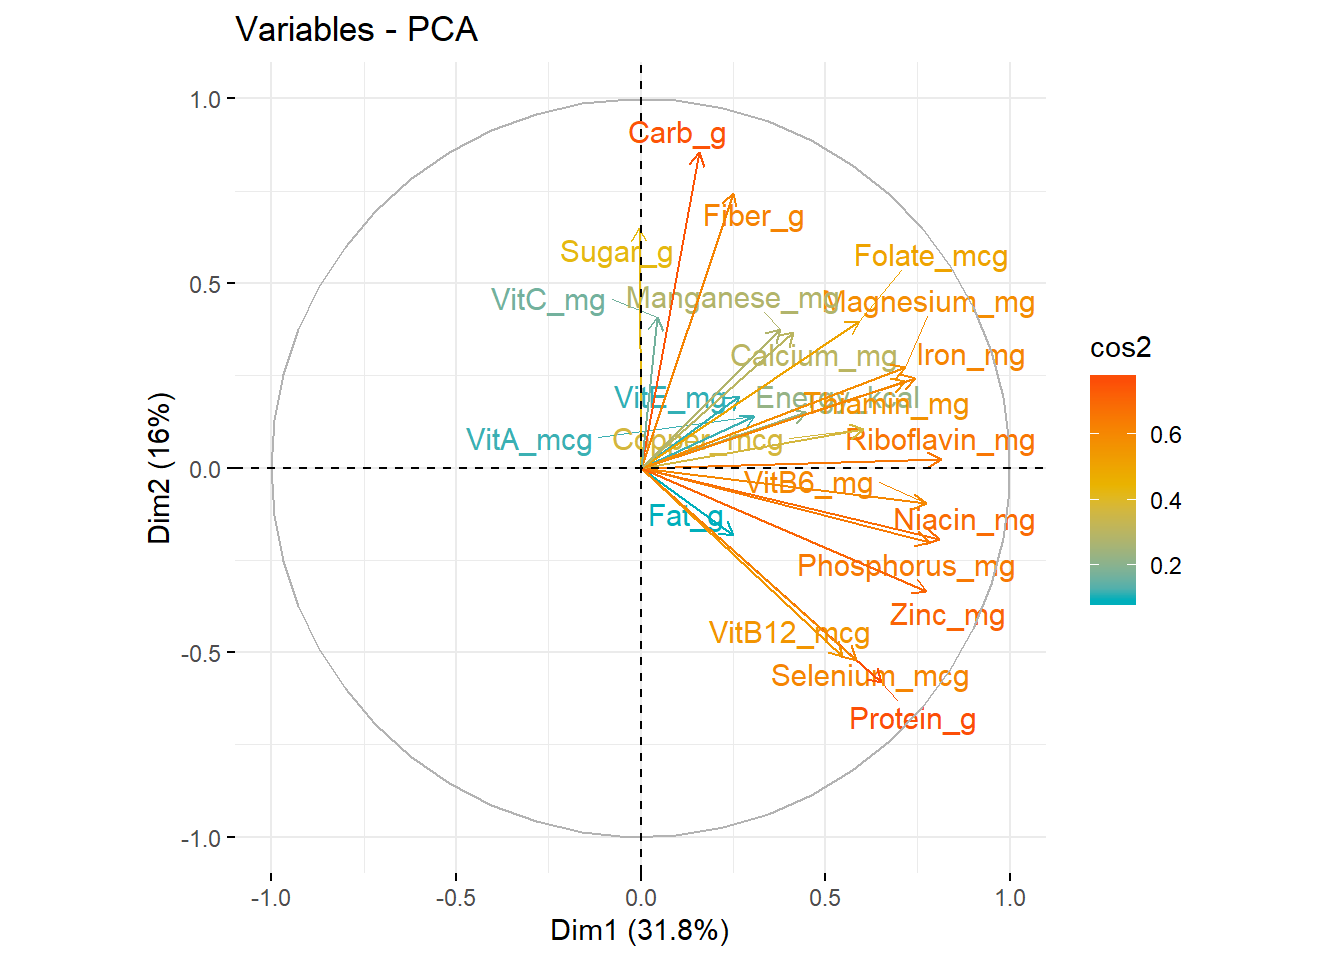 Variables - PCA
1.0
0.5
0.0
-0.5
-1.0
Dim2 (16%)
Carb_g
Fiber_g
Sugar_g
Folate_mcg
VitC_mg
Manganese_mg
Magnesium_mg
Calcium_mg
Iron_mg
VitE_mg
Energy_kcal
Thiamin_mg
VitA_mcg
Copper_mcg
Riboflavin_mg
VitB6_mg
Fat_g
Niacin_mg
Phosphorus_mg
Zinc_mg
VitB12_mcg
Selenium_mcg
Protein_g
-1.0
-0.5
0.0
0.5
1.0
Dim1 (31.8%)
cos2
0.6
0.4
0.2